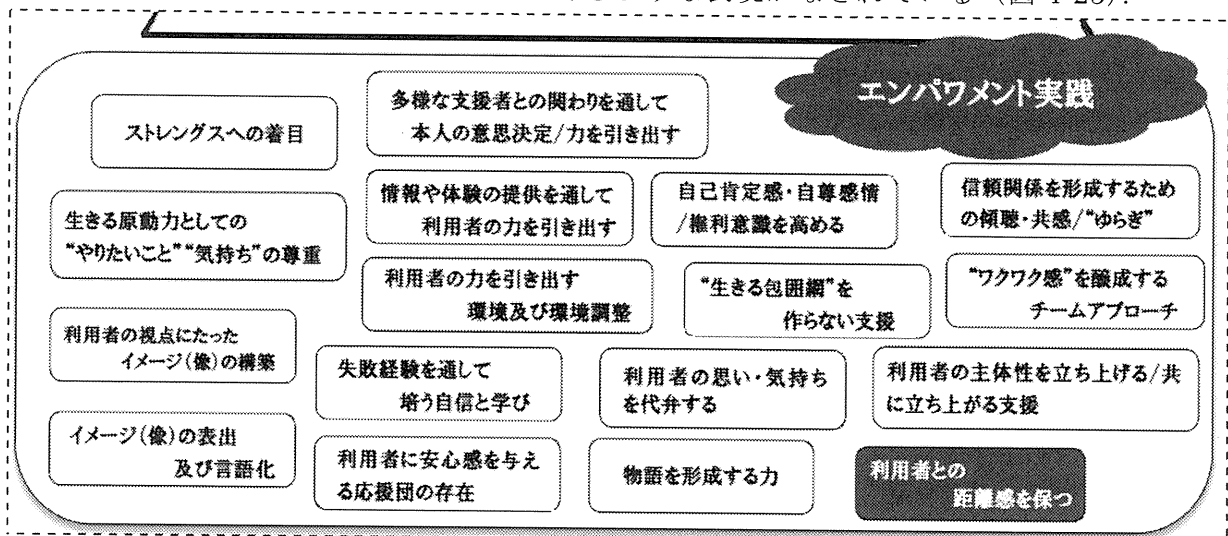 エンパワメント実践
多様な支援者との関わりを通して
本人の意思決定/力を引き出す
ストレングスへの着目
情報や体験の提供を通して
利用者の力を引き出す
自己肯定感・自尊感情
/権利意識を高める
信頼関係を形成するため
の傾聴・共感/“ゆらぎ”
生きる原動力としての
“やりたいこと”“気持ち”の尊重
利用者の力を引き出す
環境及び環境調整
“生きる包囲網”を
作らない支援
“ワクワク感”を醸成する
チームアプローチ
利用者の視点にたった
イメージ(像)の構築
失敗経験を通して
培う自信と学び
利用者の思い・気持ち
を代弁する
利用者の主体性を立ち上げる/共
に立ち上がる支援
イメージ(像)の表出
及び言語化
利用者に安心感を与え
る応援団の存在
物語を形成する力
利用者との
距離感を保つ